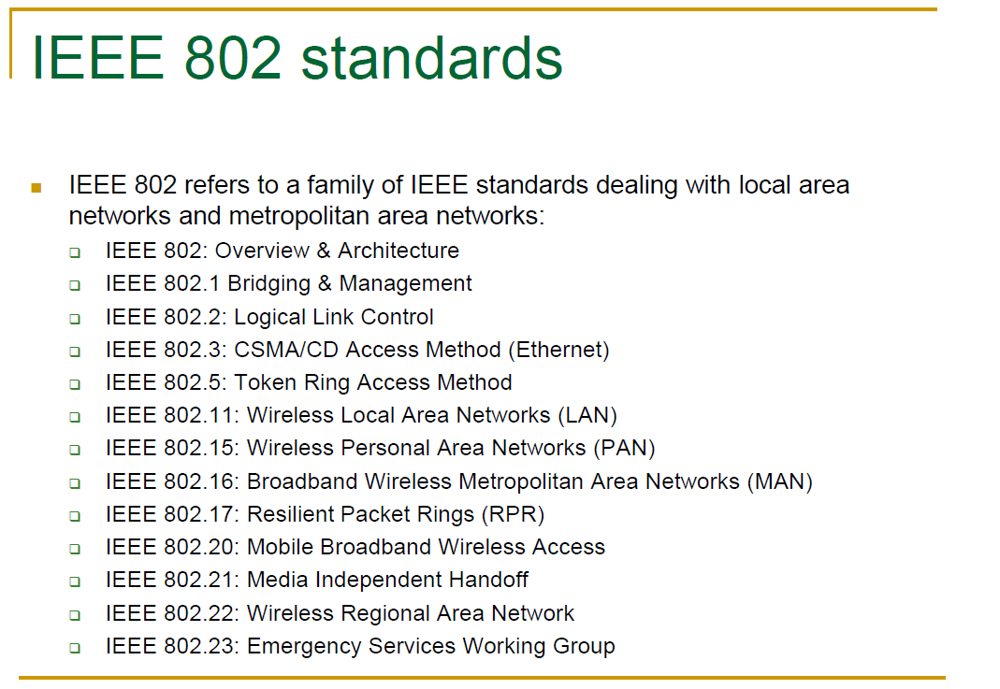 IEEE 802 standards
IEEE 802 refers to a family of IEEE standards dealing with local area
networks and metropolitan area networks:
IEEE 802: Overview & Architecture
IEEE 802.1 Bridging & Management
IEEE 802.2: Logical Link Control
IEEE 802.3: CSMA/CD Access Method (Ethernet)
IEEE 802.5: Token Ring Access Method
IEEE 802.11: Wireless Local Area Networks (LAN)
IEEE 802.15: Wireless Personal Area Networks (PAN)
IEEE 802.16: Broadband Wireless Metropolitan Area Networks (MAN)
IEEE 802.17: Resilient Packet Rings (RPR)
IEEE 802.20: Mobile Broadband Wireless Access
IEEE 802.21: Media Independent Handoff
IEEE 802.22: Wireless Regional Area Network
IEEE 802.23: Emergency Services Working Group